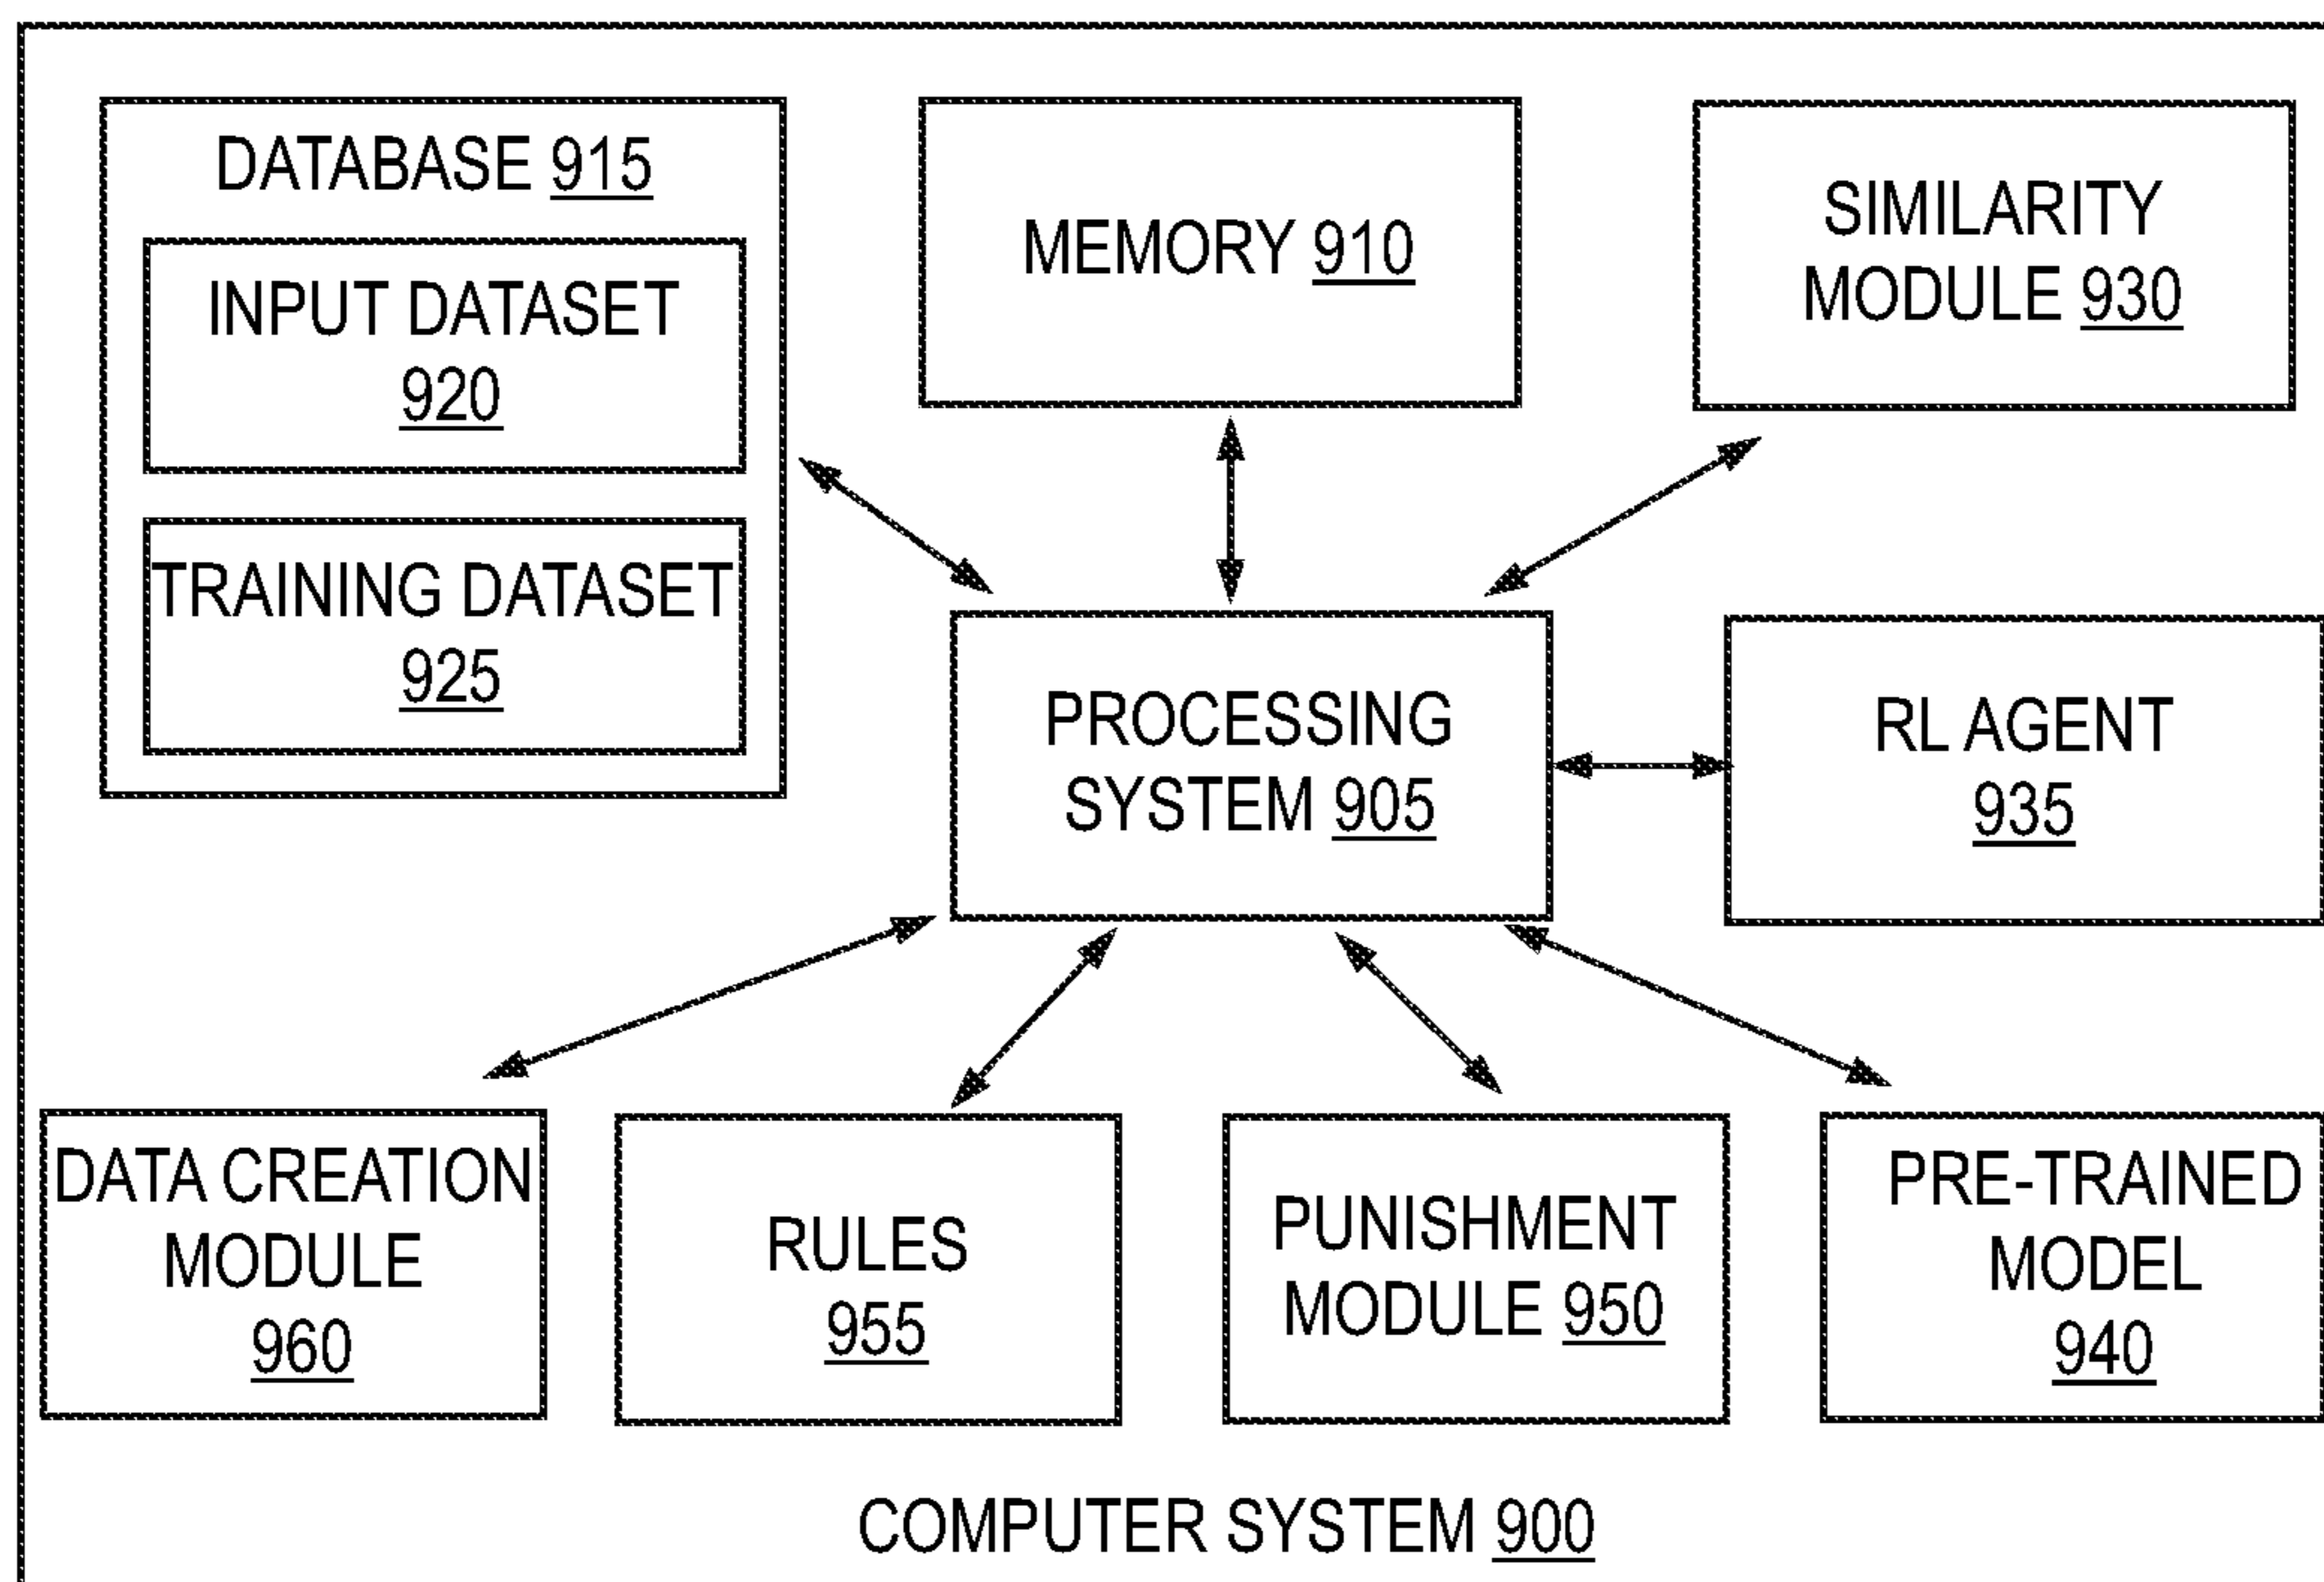 DATABASE 915
INPUT DATASET
920
TRAINING DATASET
925
MEMORY 910
SIMILARITY
MODULE 930
PROCESSING
SYSTEM 905
RL AGENT
935
DATA CREATION
MODULE
960
RULES
955
PUNISHMENT
MODULE 950
PRE-TRAINED
MODEL
940
COMPUTER SYSTEM 900